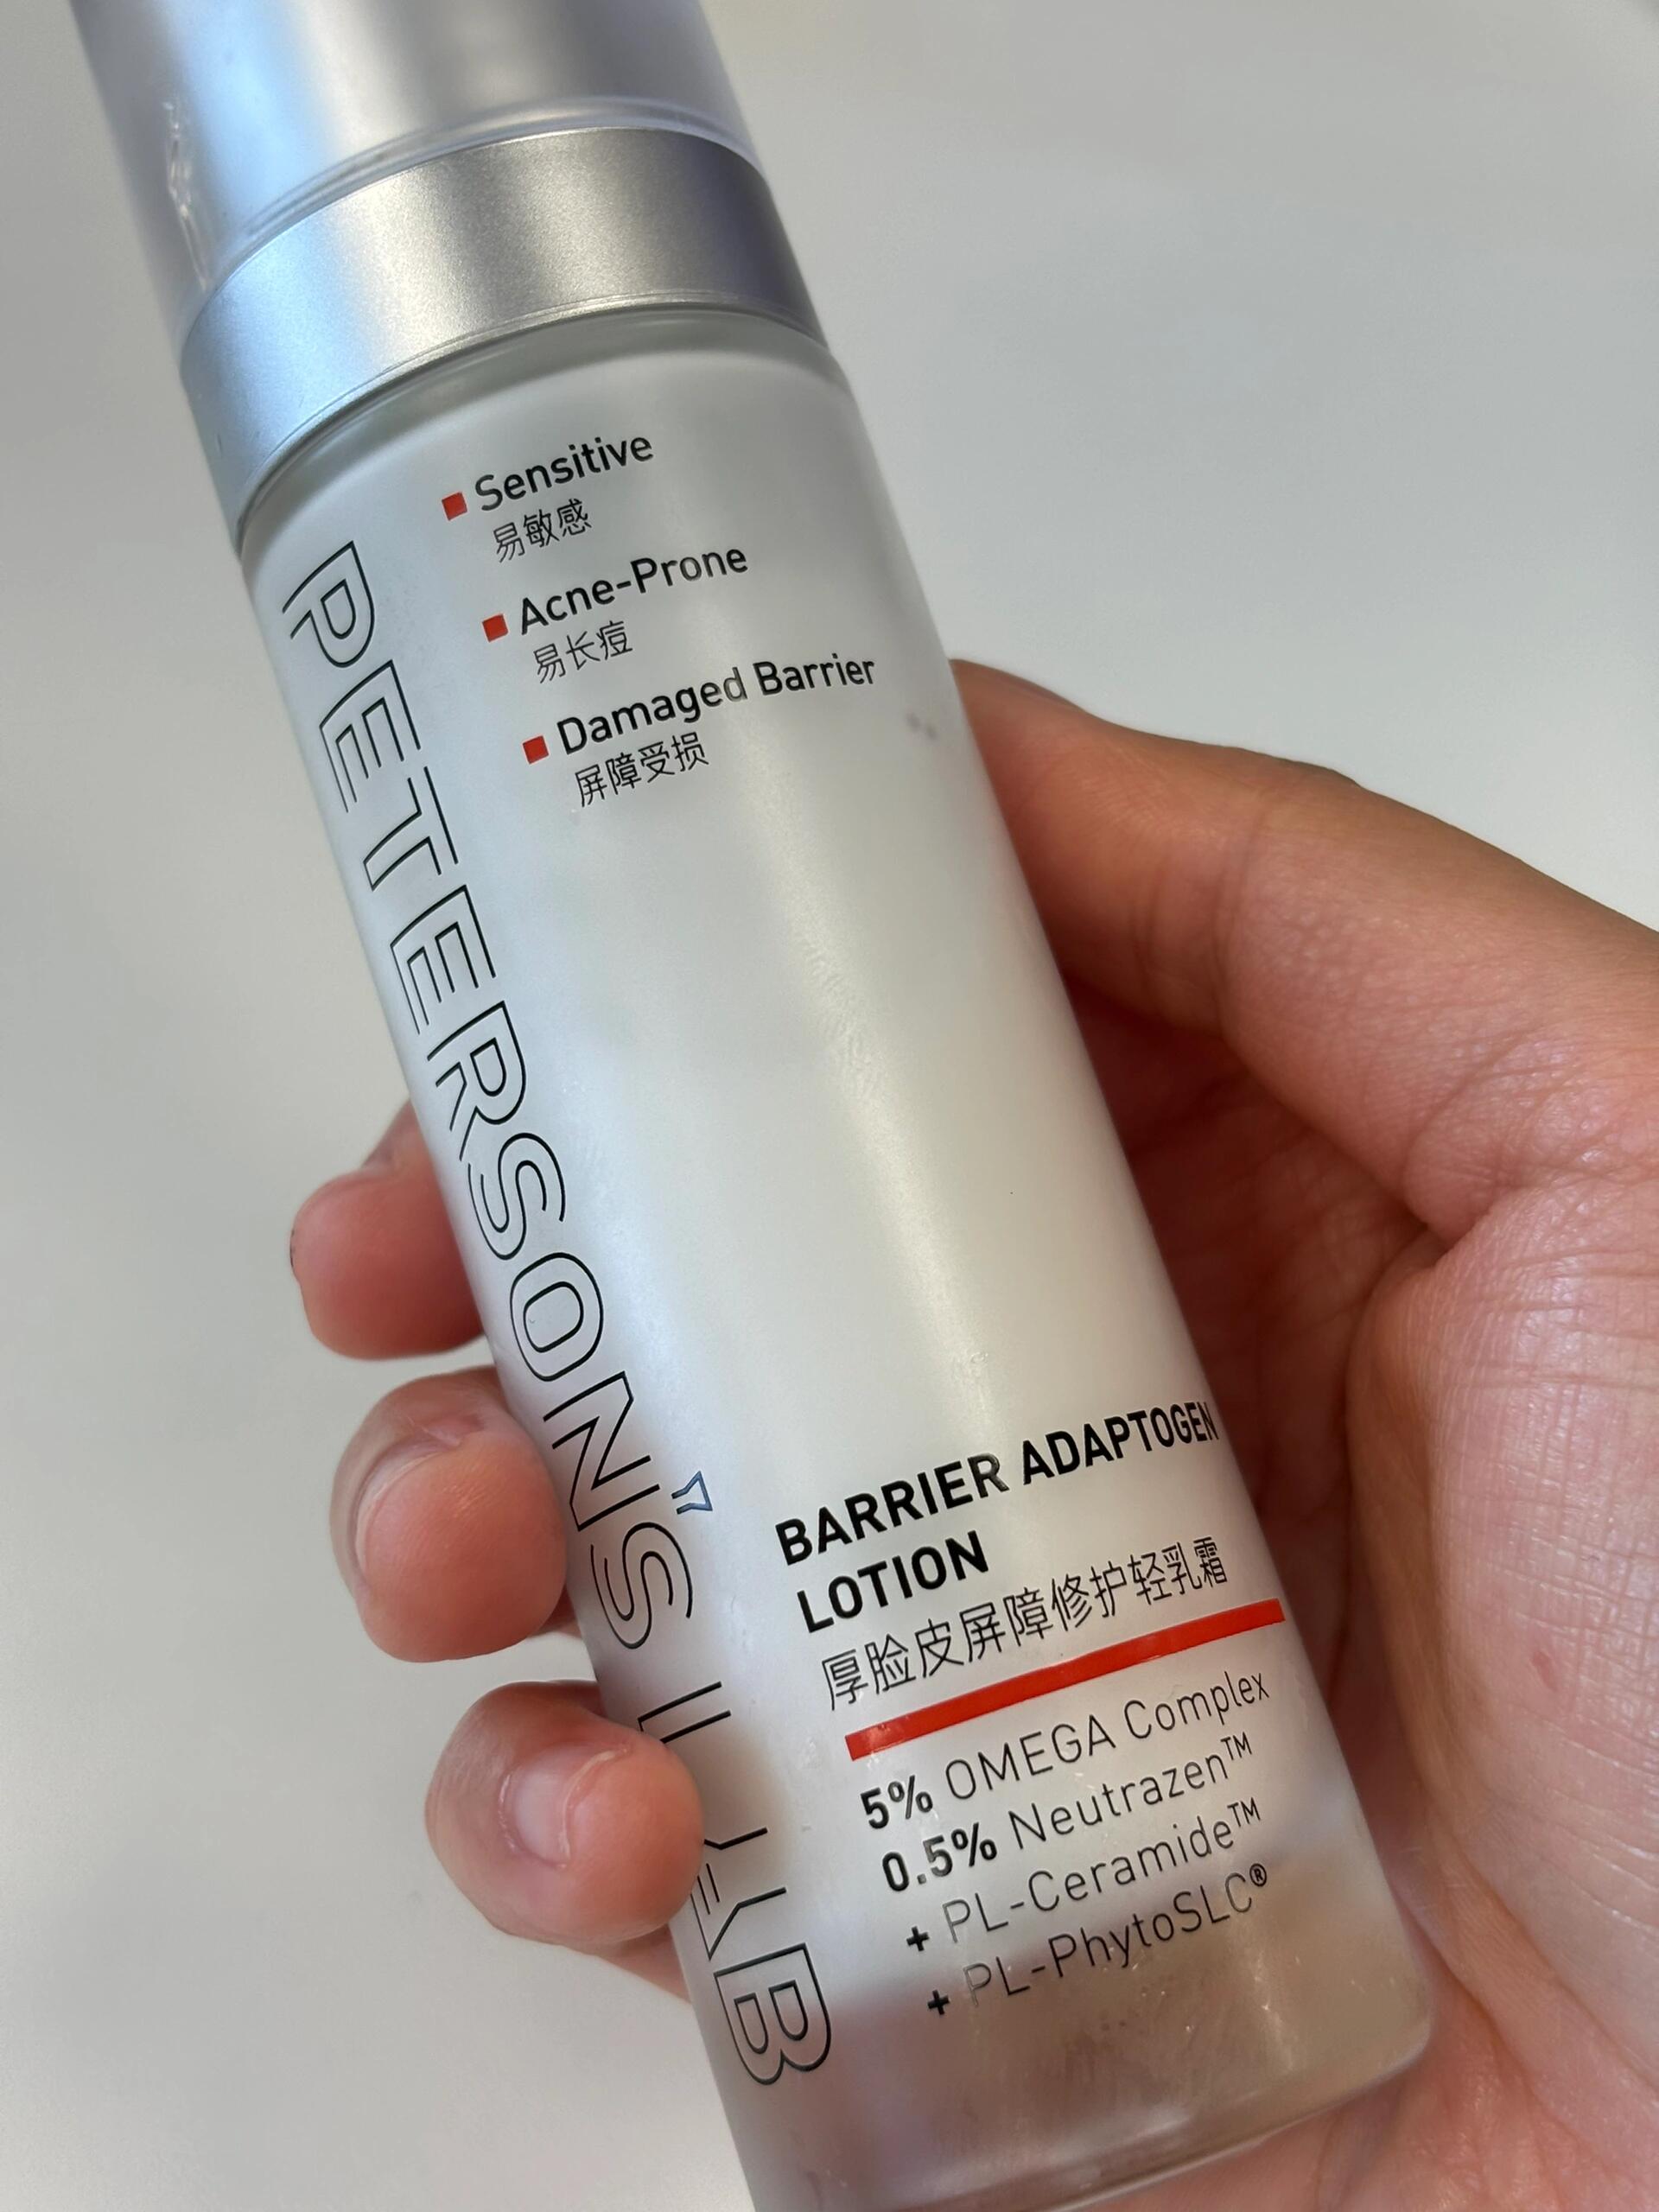 Sensitive
易敏感
Acne-Prone
易长痘
Damaged Barrier
屏障受损
PETERSON'S LAB
BARRIER ADAPTOGEN
LOTION
厚脸皮屏障修护轻乳霜
5% OMEGA Complex
0.5% Neutrazen™
+ PL-Ceramide™
+ PL-PhytoSLC®